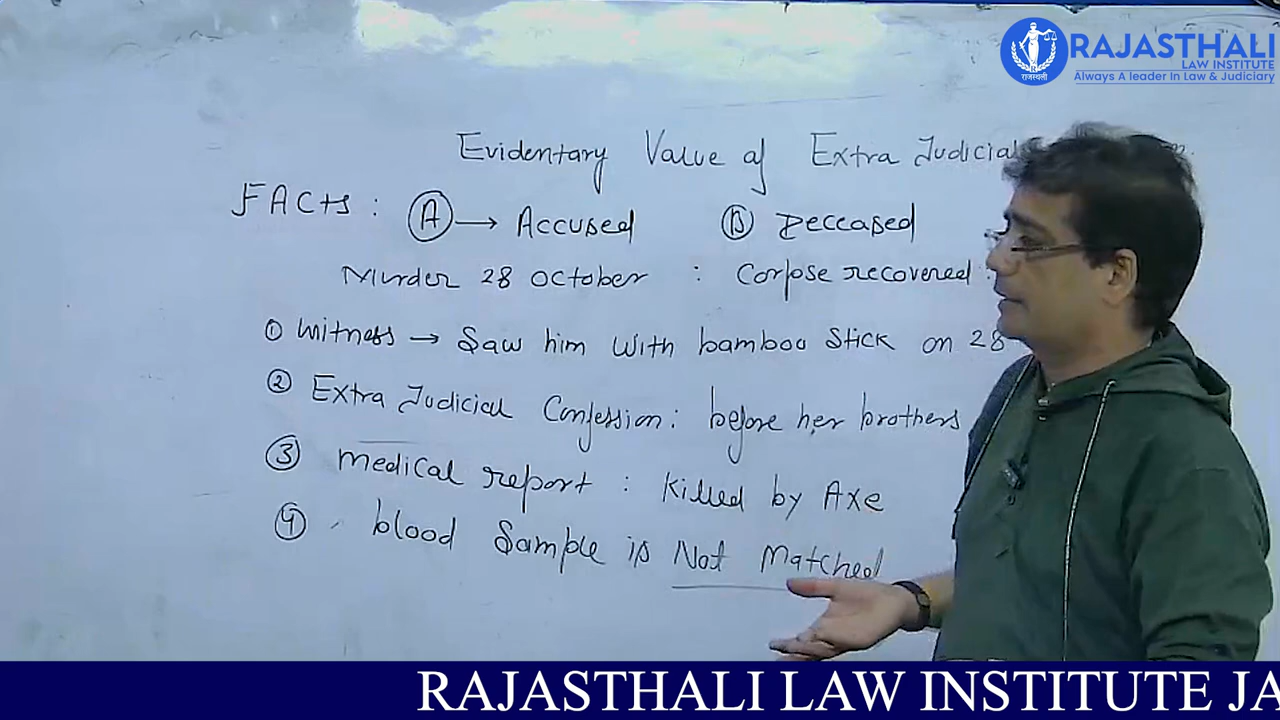 RAJASTHALI
LAW INSTITUTE
Always A leader In Law & Judiciary
राजस्थली
Evidentary Value of Extra Judicial
FACts : A → Accused B Deceased
Murder 28 October : Corpse recovered :
① Witness → Saw him with bamboo stick on 28
② Extra Judicial Confession : before her brothers
③ Medical report : Killed by Axe
④ blood Sample is Not Matched
RAJASTHALI LAW INSTITUTE JA